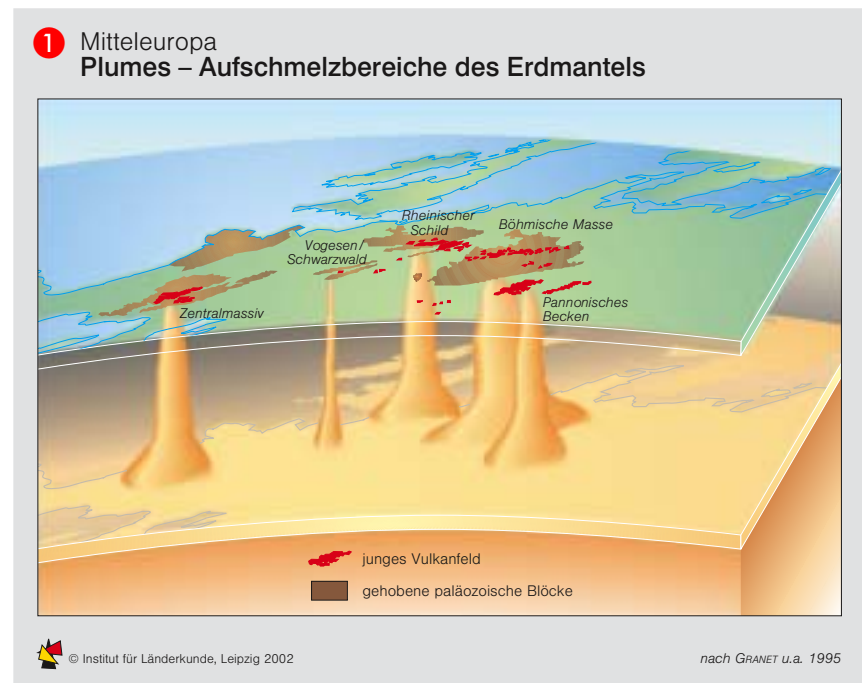 1
Mitteleuropa
Plumes – Aufschmelzbereiche des Erdmantels
Rheinischer
Schild
Böhmische Masse
Vogesen/
Schwarzwald
Zentralmassiv
Pannonisches
Becken
junges Vulkanfeld
gehobene paläozoische Blöcke
© Institut für Länderkunde, Leipzig 2002
nach GRANET u.a. 1995